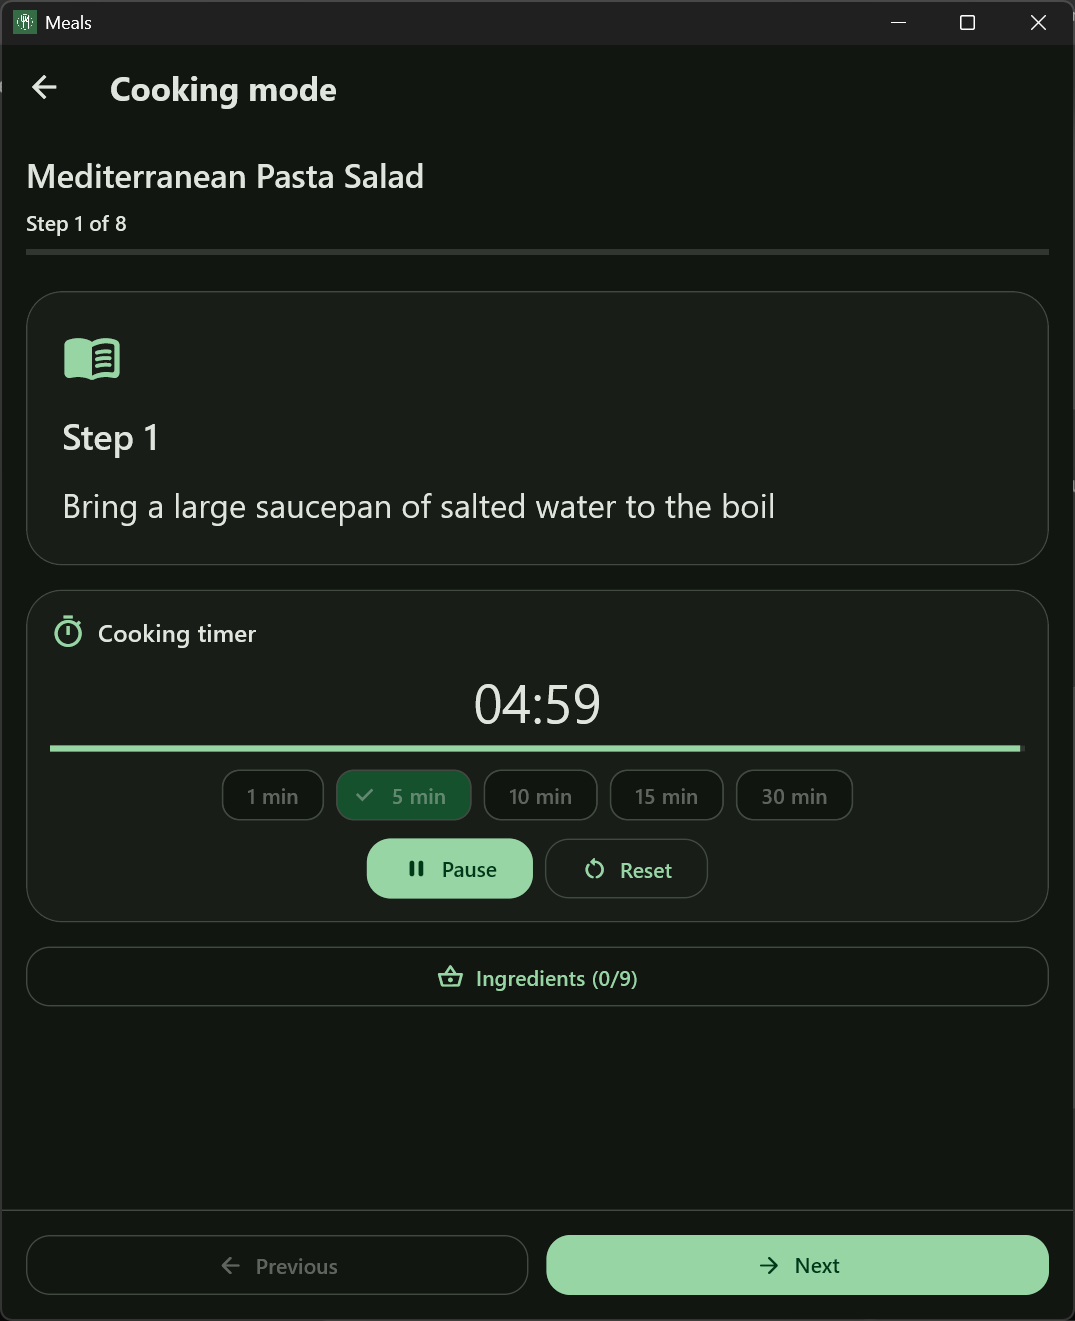 Meals
Cooking mode
Mediterranean Pasta Salad
Step 1 of 8
Step 1
Bring a large saucepan of salted water to the boil
Cooking timer
04:59
1 min 5 min 10 min 15 min 30 min
Pause Reset
Ingredients (0/9)
Previous Next